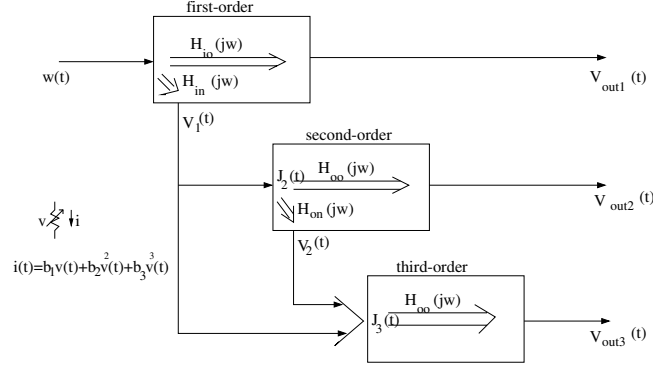 first-order
H_io (jw)
w(t)
H_in (jw)
V_out1 (t)
V_1(t)
second-order
J_2(t)
H_oo (jw)
H_on (jw)
V_out2 (t)
v
i
V_2(t)
i(t)=b_1v(t)+b_2v^2(t)+b_3v^3(t)
third-order
H_oo (jw)
J_3(t)
V_out3 (t)